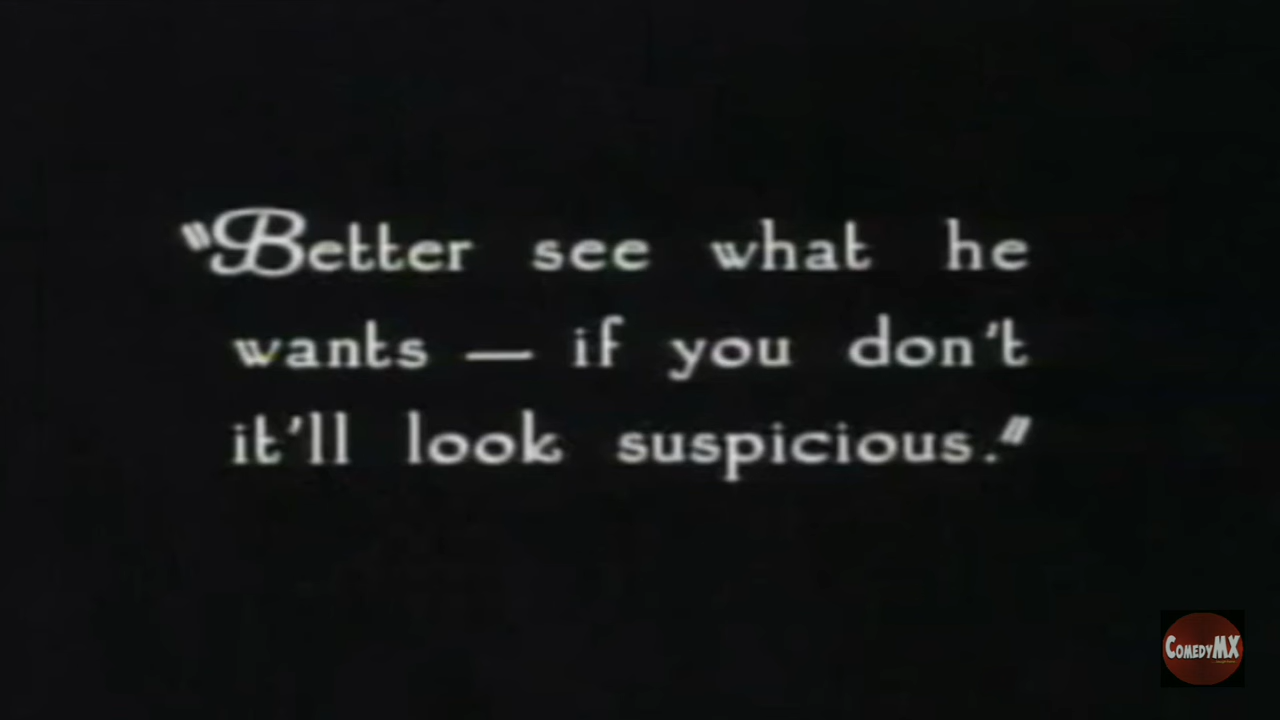 "Better see what he
wants — if you don't
it'll look suspicious."
COMEDYMX